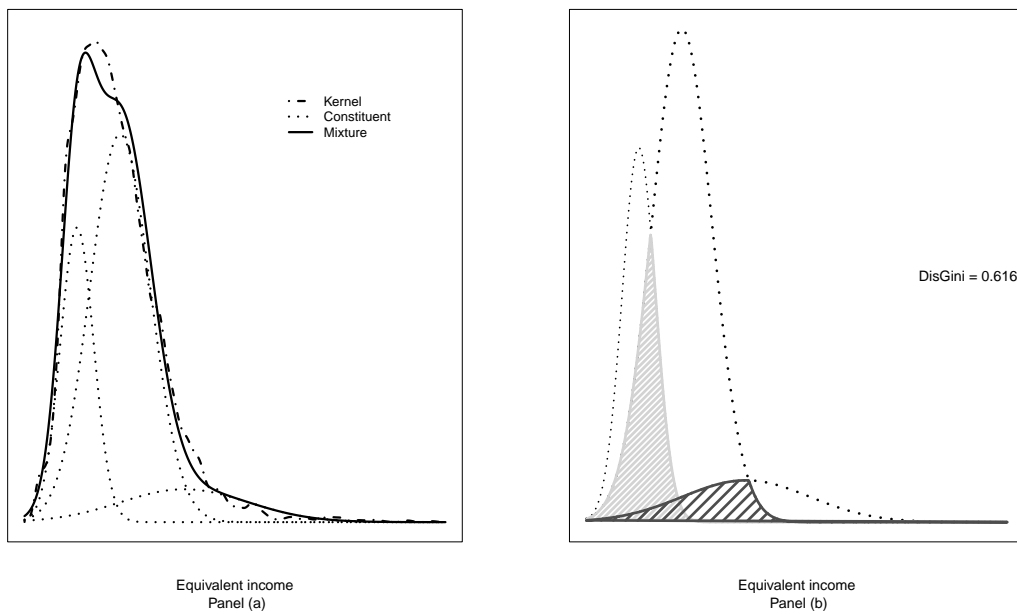 Kernel
Constituent
Mixture
Equivalent income
Panel (a)
DisGini = 0.616
Equivalent income
Panel (b)